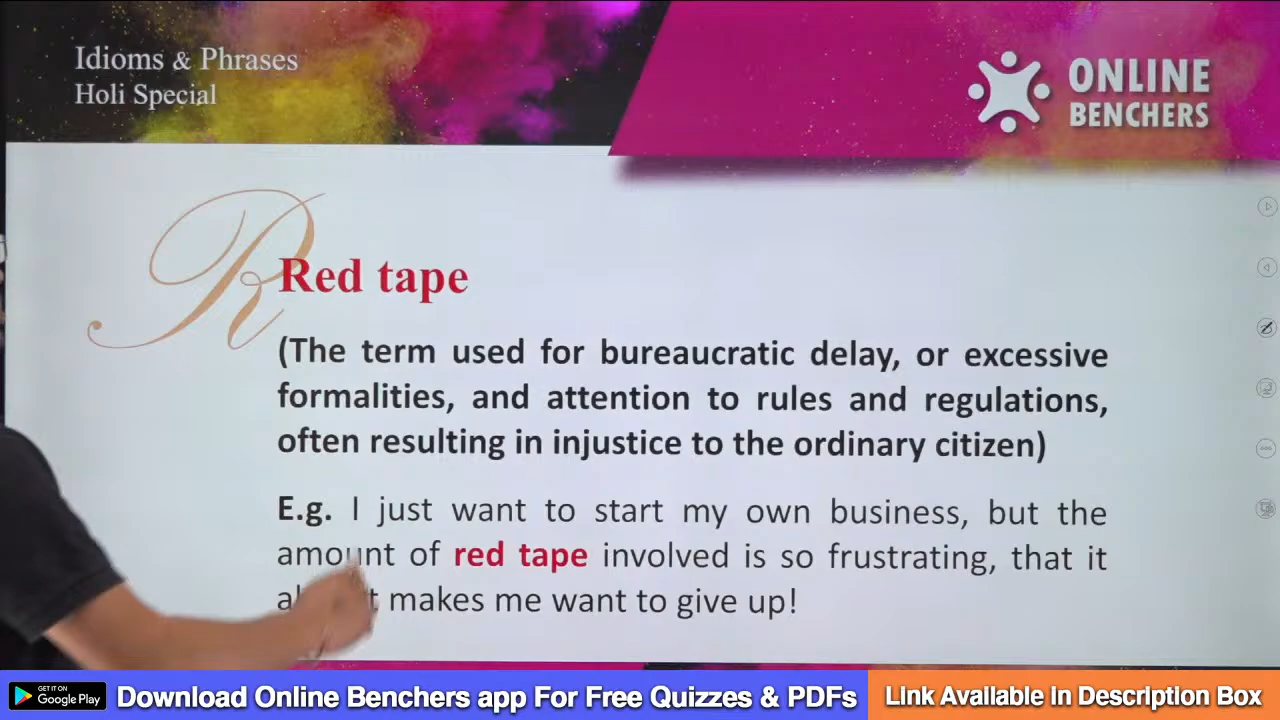 Idioms & Phrases
Holi Special
ONLINE
BENCHERS
R
Red tape
(The term used for bureaucratic delay, or excessive
formalities, and attention to rules and regulations,
often resulting in injustice to the ordinary citizen)
E.g. I just want to start my own business, but the
amount of red tape involved is so frustrating, that it
makes me want to give up!
GET IT ON
Google Play
Download Online Benchers app For Free Quizzes & PDFs
Link Available In Description Box